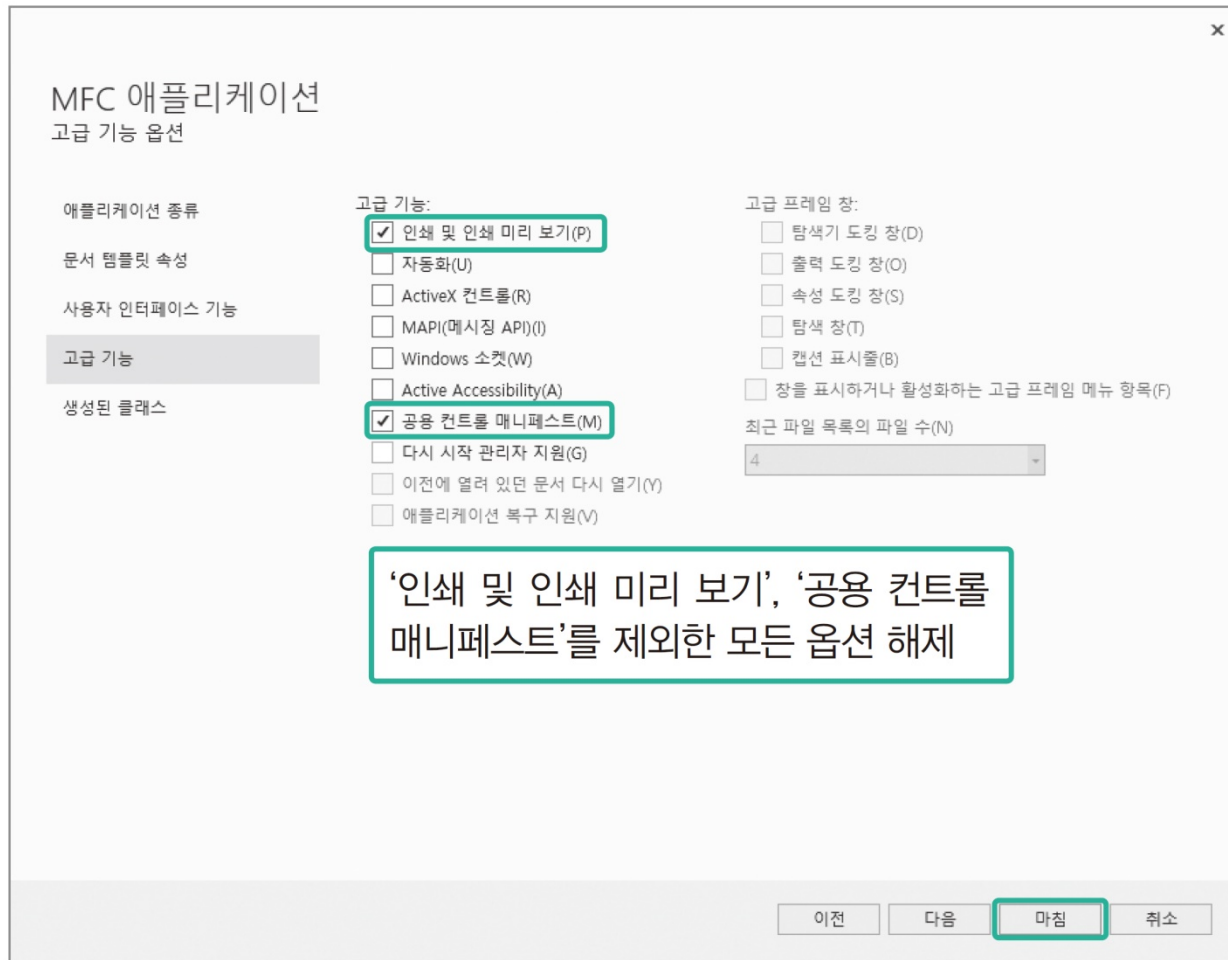 ×
MFC 애플리케이션
고급 기능 옵션
애플리케이션 종류
문서 템플릿 속성
사용자 인터페이스 기능
고급 기능
생성된 클래스
고급 기능:
인쇄 및 인쇄 미리 보기(P)
자동화(U)
ActiveX 컨트롤(R)
MAPI(메시징 API)(I)
Windows 소켓(W)
Active Accessibility(A)
공용 컨트롤 매니페스트(M)
다시 시작 관리자 지원(G)
이전에 열려 있던 문서 다시 열기(Y)
애플리케이션 복구 지원(V)
고급 프레임 창:
탐색기 도킹 창(D)
출력 도킹 창(O)
속성 도킹 창(S)
탐색 창(T)
캡션 표시줄(B)
창을 표시하거나 활성화하는 고급 프레임 메뉴 항목(F)
최근 파일 목록의 파일 수(N)
4
‘인쇄 및 인쇄 미리 보기’, ‘공용 컨트롤
매니페스트’를 제외한 모든 옵션 해제
이전
다음
마침
취소